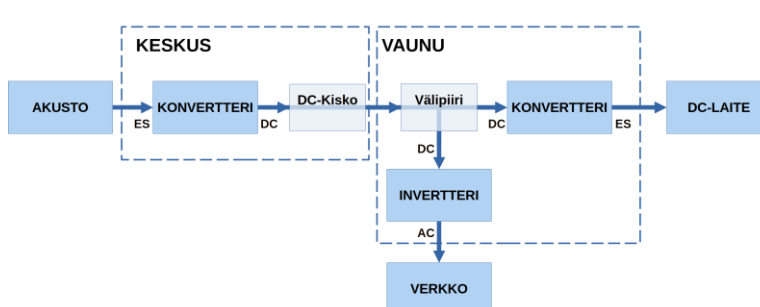 KESKUS
VAUNU
AKUSTO
ES
KONVERTTERI
DC
DC-Kisko
Välipiiri
DC
KONVERTTERI
ES
DC-LAITE
DC
INVERTTERI
AC
VERKKO